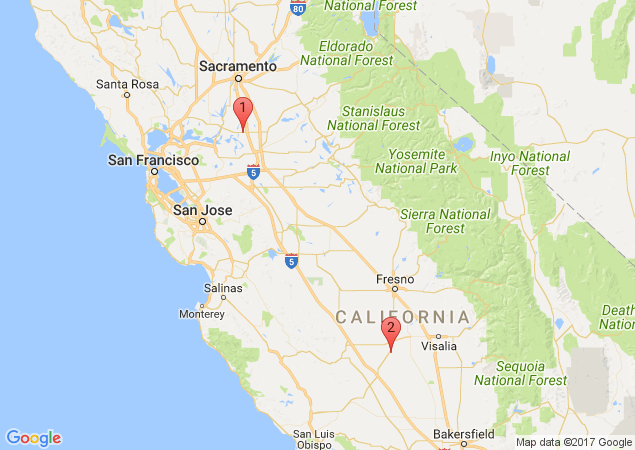 National Forest
80
Eldorado
National Forest
Sacramento
Santa Rosa
1
Stanislaus
National Forest
San Francisco
Yosemite
National Park
Inyo National
Forest
5
San Jose
Sierra National
Forest
5
Fresno
Salinas
Monterey
CALIFORNIA
2
Visalia
Death
Nation
Sequoia
National Forest
San Luis
Obispo
Bakersfield
Google
Map data ©2017 Google